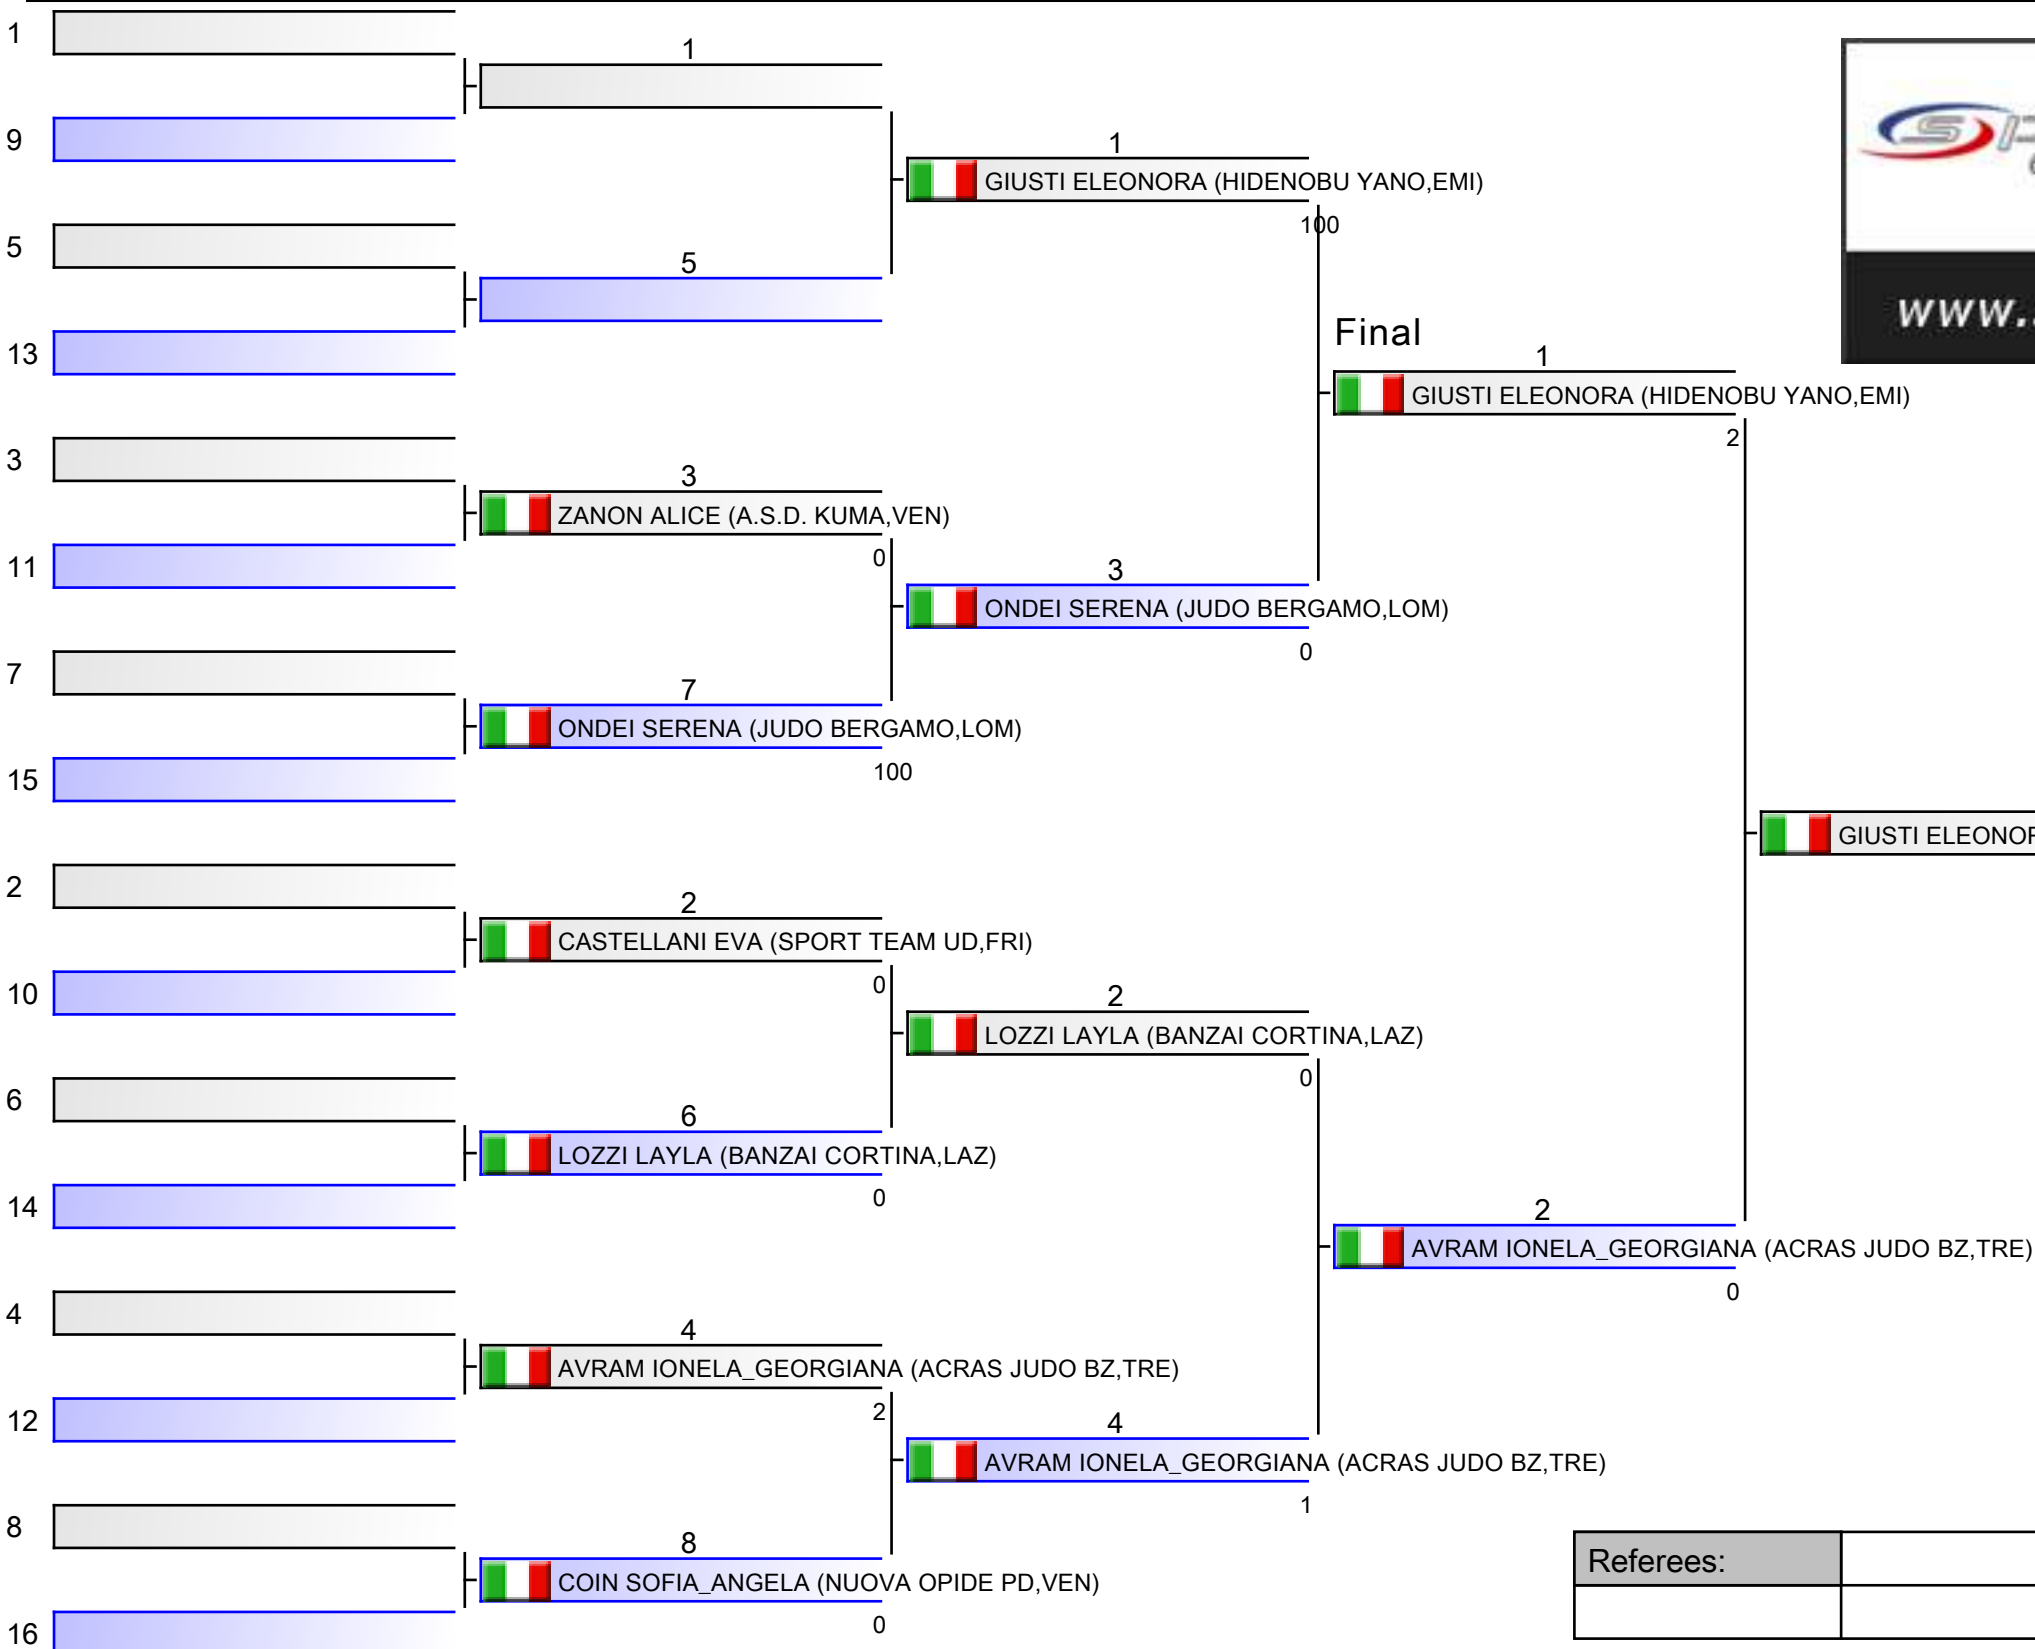 1
1
9
1
GIUSTI ELEONORA (HIDENOBU YANO,EMI)
100
5
5
13
Final
1
GIUSTI ELEONORA (HIDENOBU YANO,EMI)
2
www.
3
3
ZANON ALICE (A.S.D. KUMA,VEN)
0
11
3
ONDEI SERENA (JUDO BERGAMO,LOM)
0
7
7
ONDEI SERENA (JUDO BERGAMO,LOM)
100
15
GIUSTI ELEONOR
2
2
CASTELLANI EVA (SPORT TEAM UD,FRI)
0
10
2
LOZZI LAYLA (BANZAI CORTINA,LAZ)
0
6
6
LOZZI LAYLA (BANZAI CORTINA,LAZ)
0
14
2
AVRAM IONELA_GEORGIANA (ACRAS JUDO BZ,TRE)
0
4
4
AVRAM IONELA_GEORGIANA (ACRAS JUDO BZ,TRE)
2
12
4
AVRAM IONELA_GEORGIANA (ACRAS JUDO BZ,TRE)
1
8
8
COIN SOFIA_ANGELA (NUOVA OPIDE PD,VEN)
0
16
Referees: